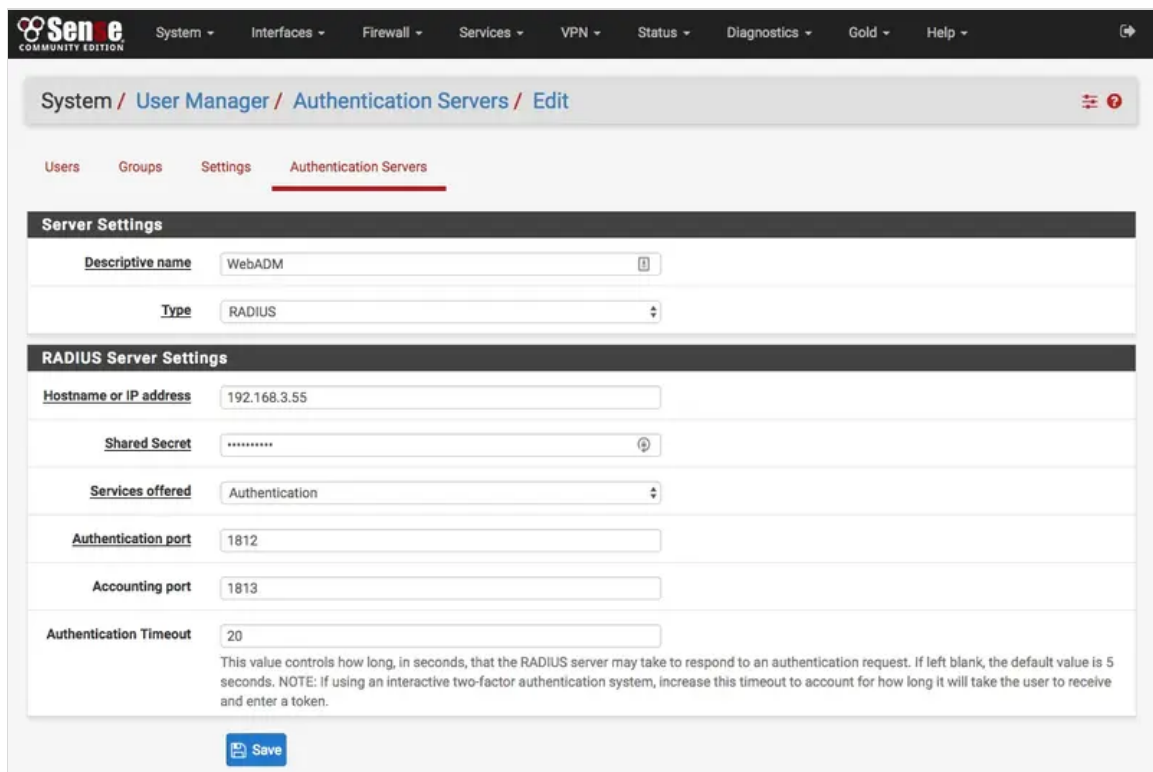 Sense
COMMUNITY EDITION
System Interfaces Firewall Services VPN Status Diagnostics Gold Help
System / User Manager / Authentication Servers / Edit
Users Groups Settings Authentication Servers
Server Settings
Descriptive name WebADM
Type RADIUS
RADIUS Server Settings
Hostname or IP address 192.168.3.55
Shared Secret ••••••••••
Services offered Authentication
Authentication port 1812
Accounting port 1813
Authentication Timeout 20
This value controls how long, in seconds, that the RADIUS server may take to respond to an authentication request. If left blank, the default value is 5
seconds. NOTE: If using an interactive two-factor authentication system, increase this timeout to account for how long it will take the user to receive
and enter a token.
Save